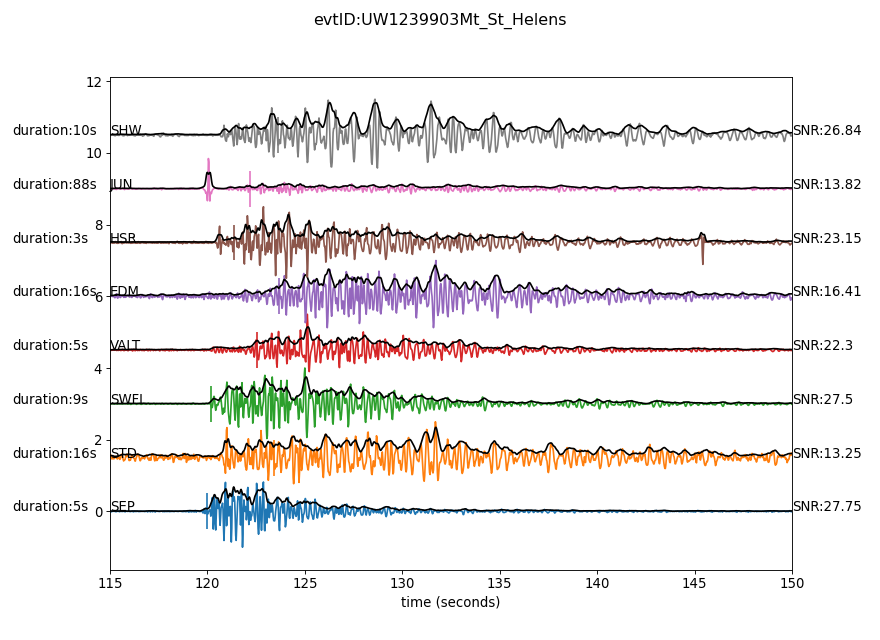 evtID:UW1239903Mt_St_Helens
12
duration:10s SHW SNR:26.84
10
duration:88s JUN SNR:13.82
8
duration:3s HSR SNR:23.15
duration:16s EDM SNR:16.41
6
duration:5s VALT SNR:22.3
4
duration:9s SWFL SNR:27.5
2
duration:16s STD SNR:13.25
duration:5s SEP SNR:27.75
0
115 120 125 130 135 140 145 150
time (seconds)